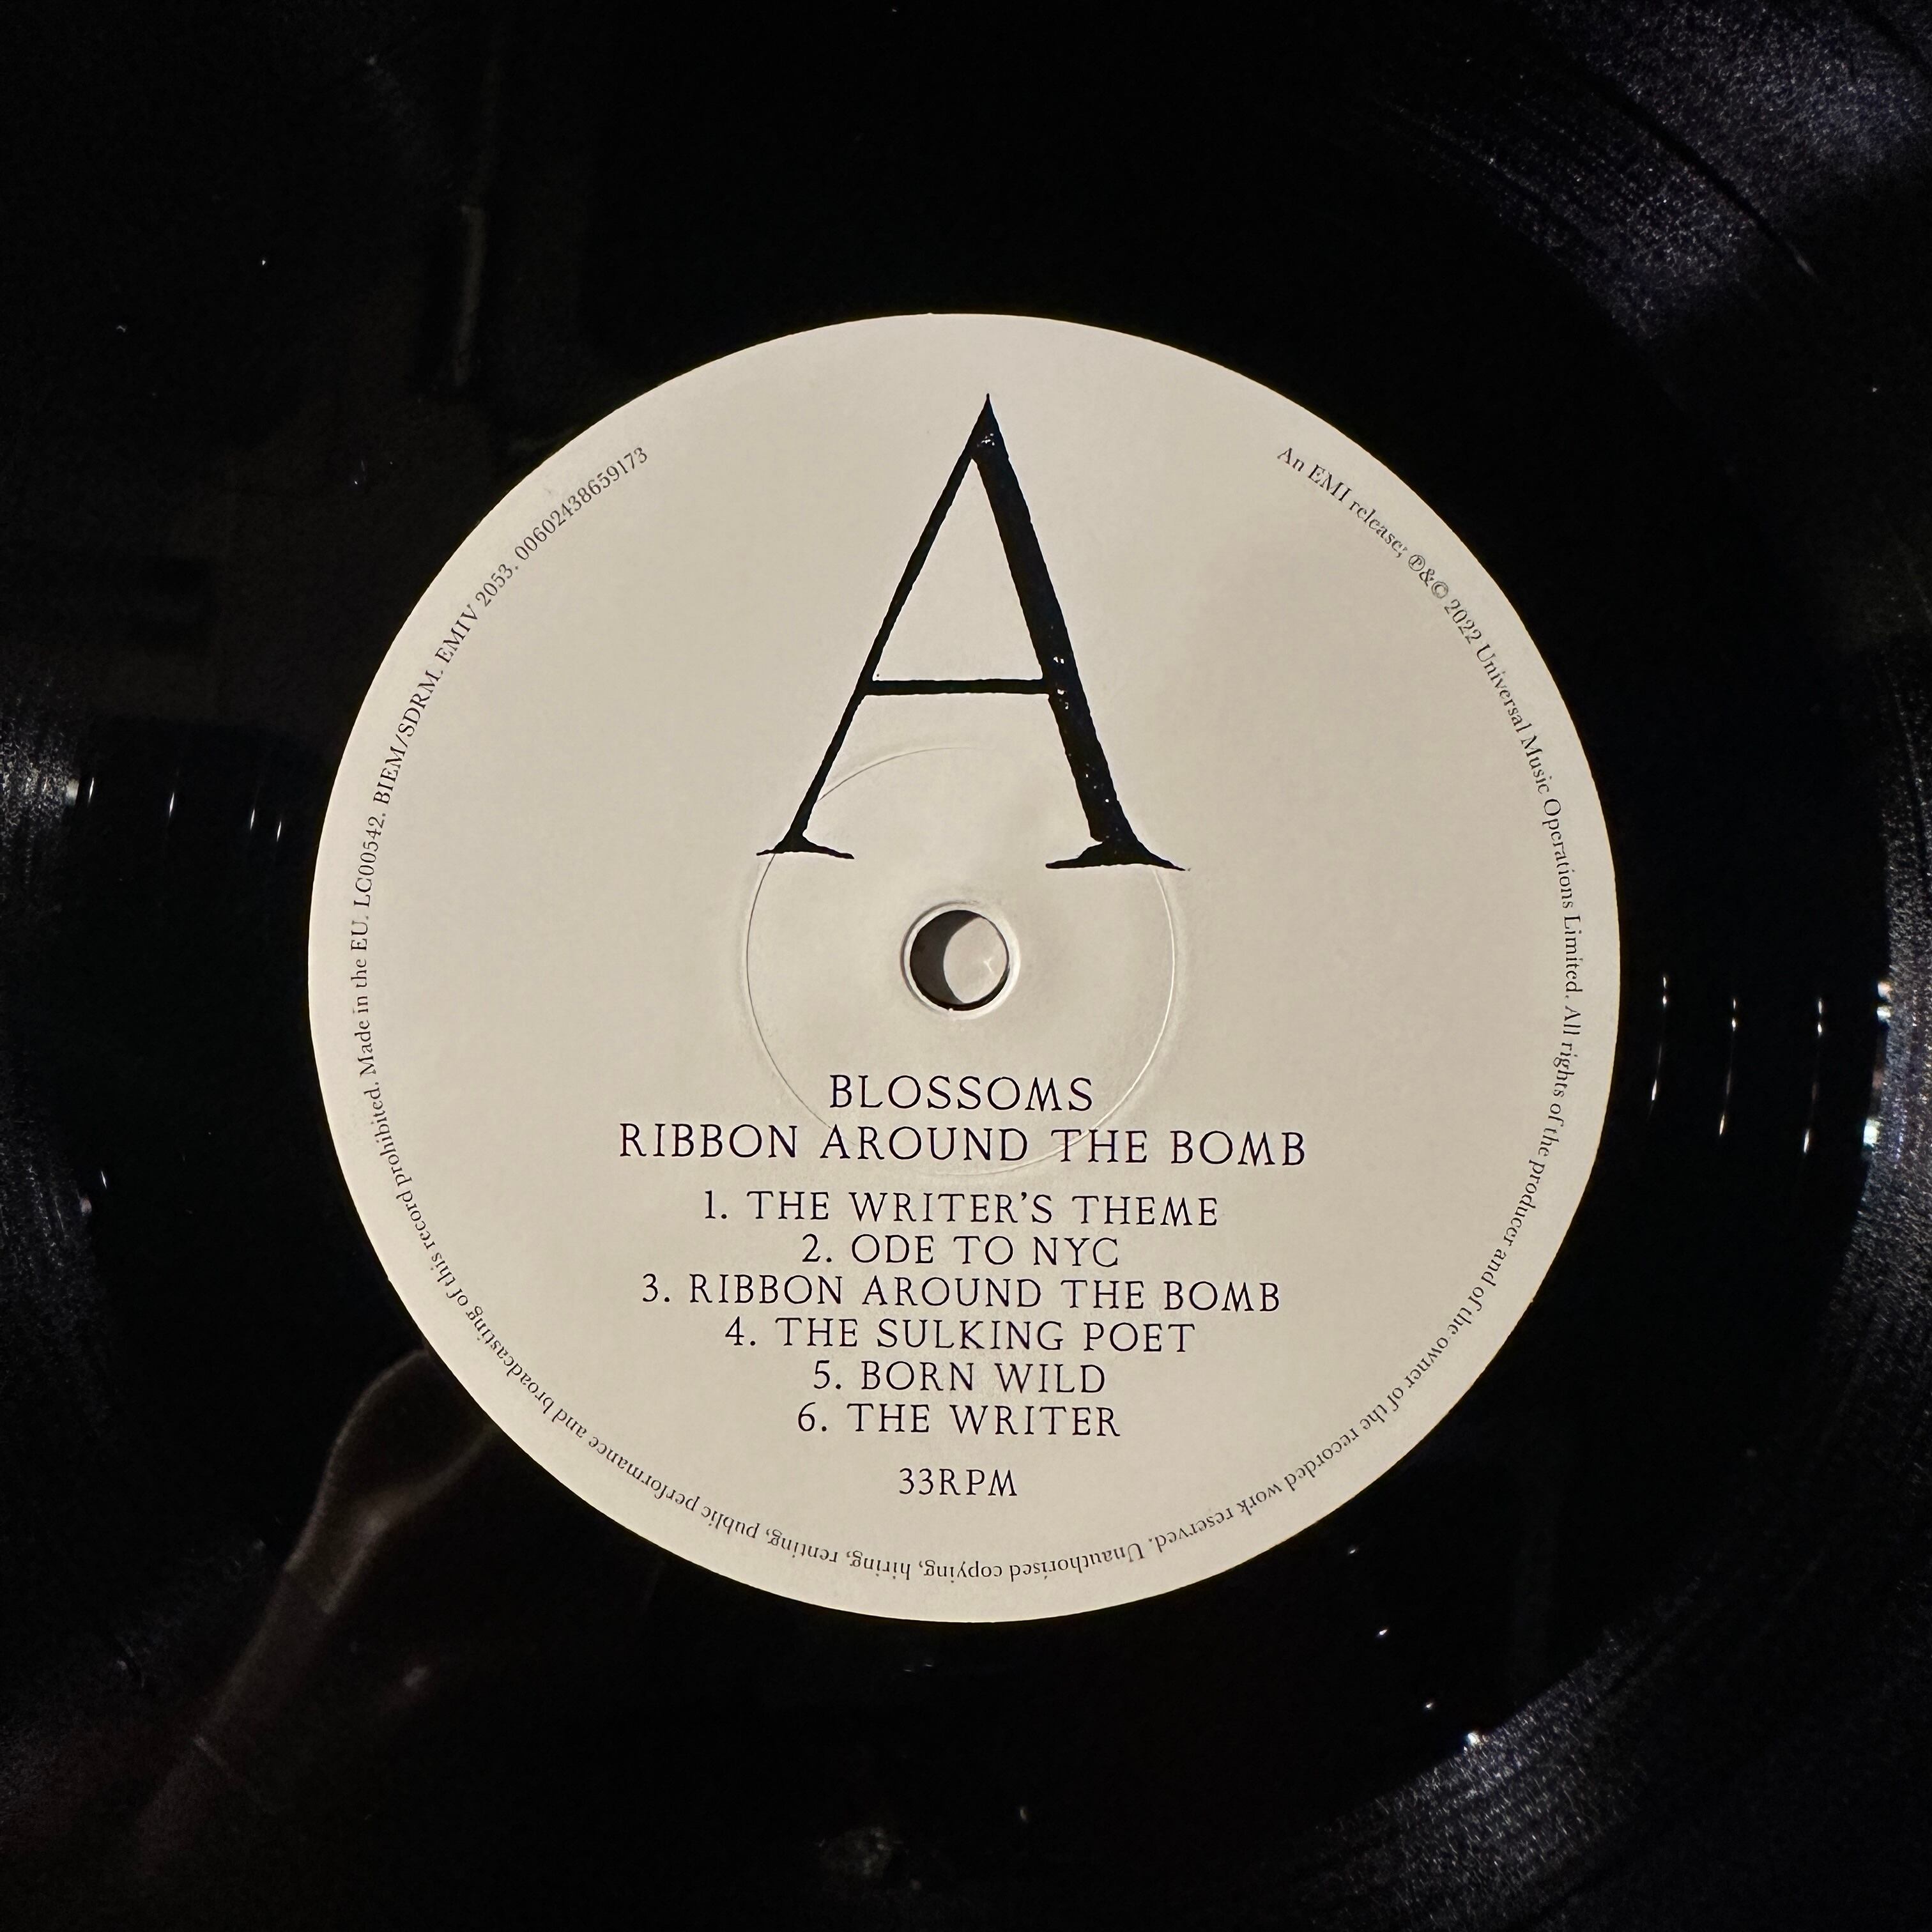 A
BLOSSOMS
RIBBON AROUND THE BOMB
1. THE WRITER'S THEME
2. ODE TO NYC
3. RIBBON AROUND THE BOMB
4. THE SULKING POET
5. BORN WILD
6. THE WRITER
33RPM
An EMI release; ℗&© 2022 Universal Music Operations Limited. All rights of the producer and of the owner of the recorded work reserved. Unauthorised copying, hiring, renting, public performance and broadcasting of this record prohibited. Made in the EU. LC00542. BIEM/SDRM. EMIV 2053. 00602438659173